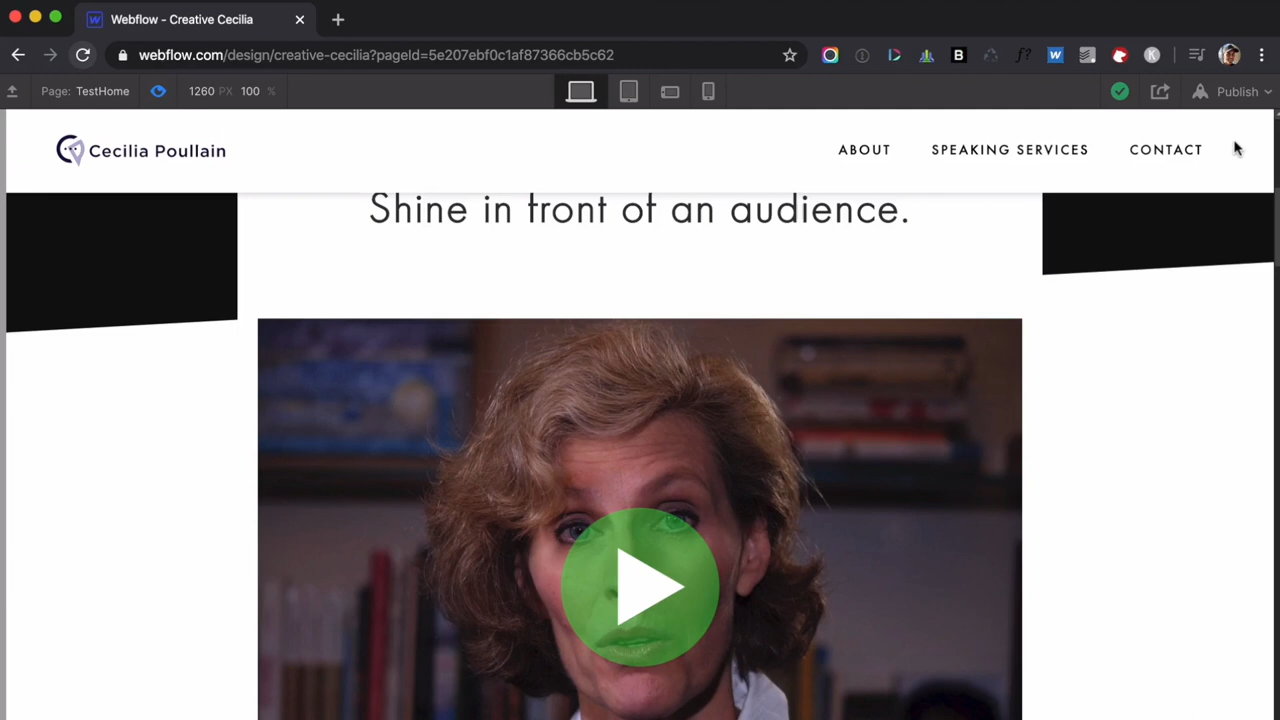 Webflow - Creative Cecilia
webflow.com/design/creative-cecilia?pageId=5e207ebf0c1af87366cb5c62
Page: TestHome 1260 PX 100 % Publish
Cecilia Poullain ABOUT SPEAKING SERVICES CONTACT
Shine in front of an audience.